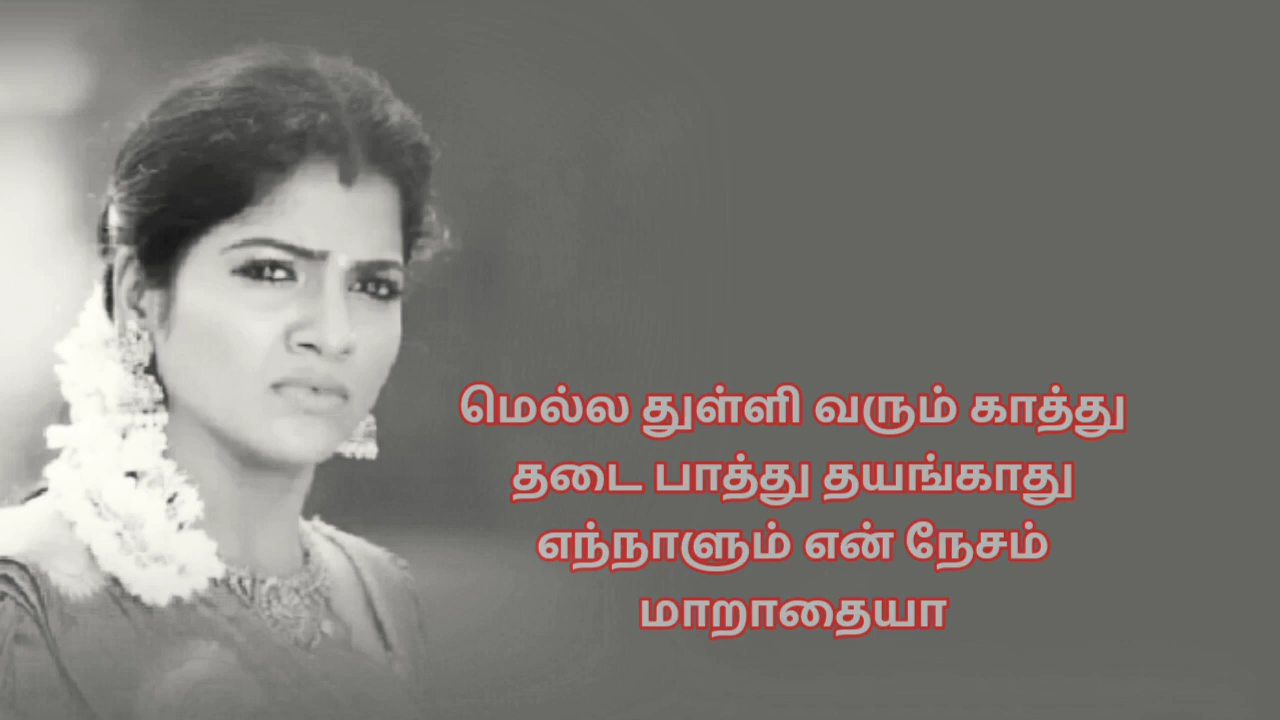 மெல்ல துள்ளி வரும் காத்து
தடை பாத்து தயங்காது
எந்நாளும் என் நேசம்
மாறாதையா